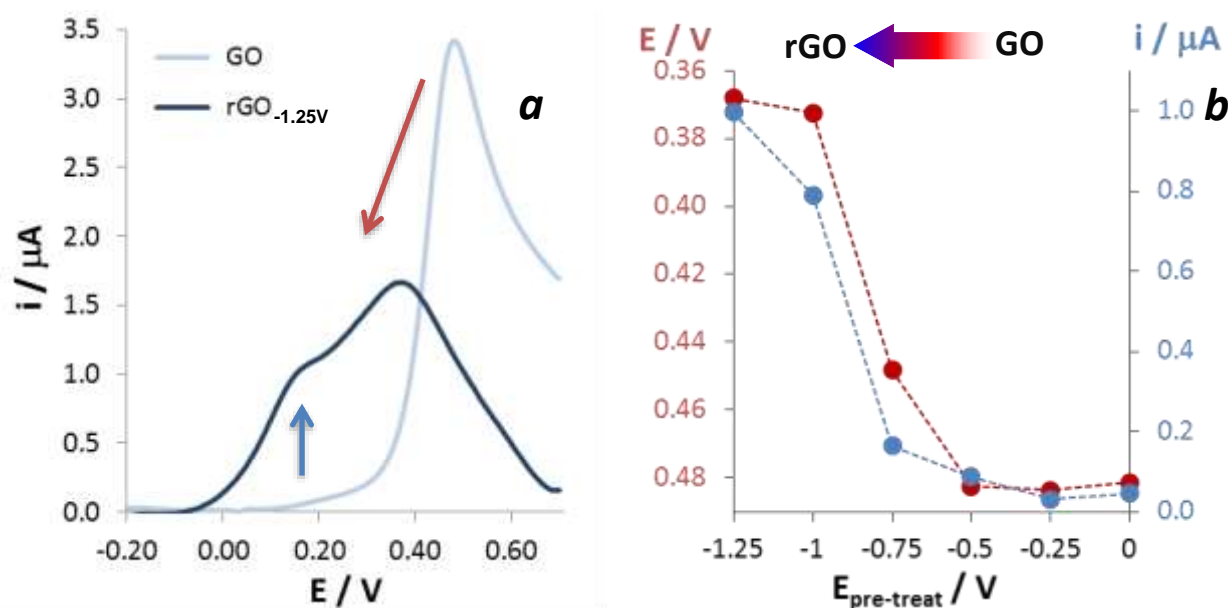 GO
rGO-1.25V
a
3.5
3.0
2.5
2.0
1.5
1.0
0.5
0.0
i / μA
-0.20 0.00 0.20 0.40 0.60
E / V
E / V
rGO GO
i / μA
b
0.36
0.38
0.40
0.42
0.44
0.46
0.48
1.0
0.8
0.6
0.4
0.2
0.0
-1.25 -1 -0.75 -0.5 -0.25 0
Epre-treat / V